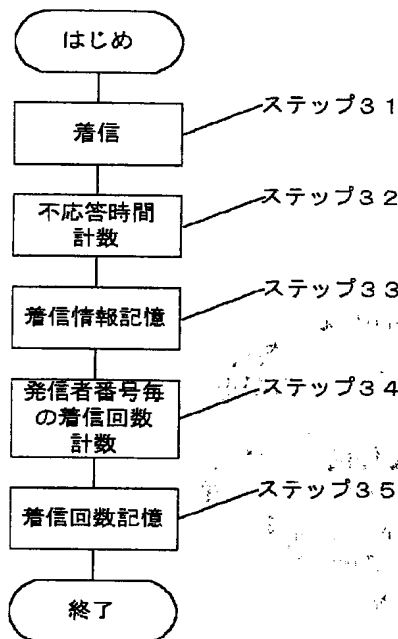 はじめ
着信
ステップ３１
不応答時間
計数
ステップ３２
着信情報記憶
ステップ３３
発信者番号毎
の着信回数
計数
ステップ３４
着信回数記憶
ステップ３５
終了